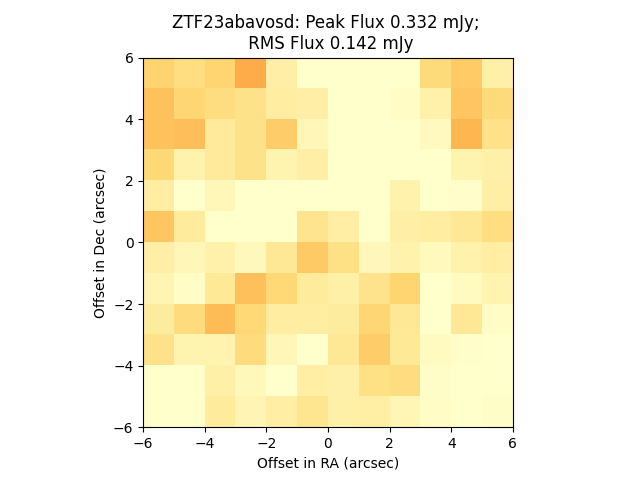 ZTF23abavosd: Peak Flux 0.332 mJy;
RMS Flux 0.142 mJy
6
4
2
0
−2
−4
−6
Offset in Dec (arcsec)
−6 −4 −2 0 2 4 6
Offset in RA (arcsec)